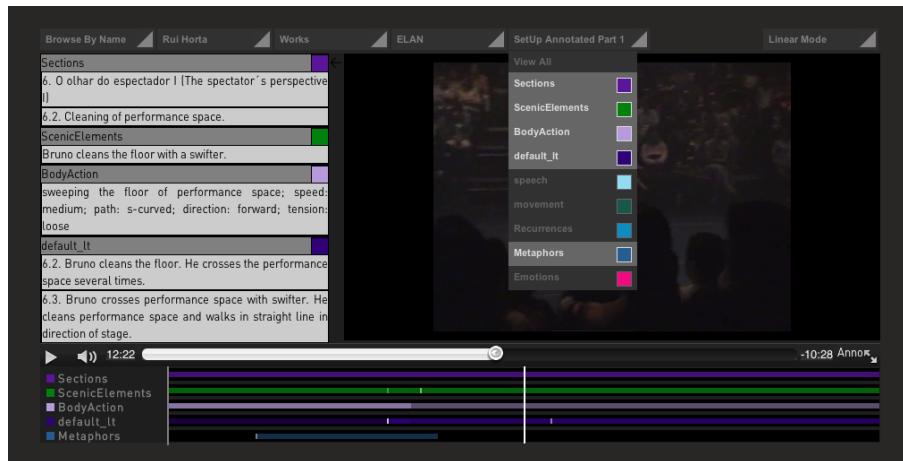 Browse By Name Rui Horta Works ELAN SetUp Annotated Part 1 Linear Mode
Sections
6. O olhar do espectador I (The spectator´s perspective
I)
6.2. Cleaning of performance space.
ScenicElements
Bruno cleans the floor with a swifter.
BodyAction
sweeping the floor of performance space; speed:
medium; path: s-curved; direction: forward; tension:
loose
default_lt
6.2. Bruno cleans the floor. He crosses the performance
space several times.
6.3. Bruno crosses performance space with swifter. He
cleans performance space and walks in straight line in
direction of stage.
View All
Sections
ScenicElements
BodyAction
default_lt
speech
movement
Recurrences
Metaphors
Emotions
12:22 -10:28 Anno
Sections
ScenicElements
BodyAction
default_lt
Metaphors